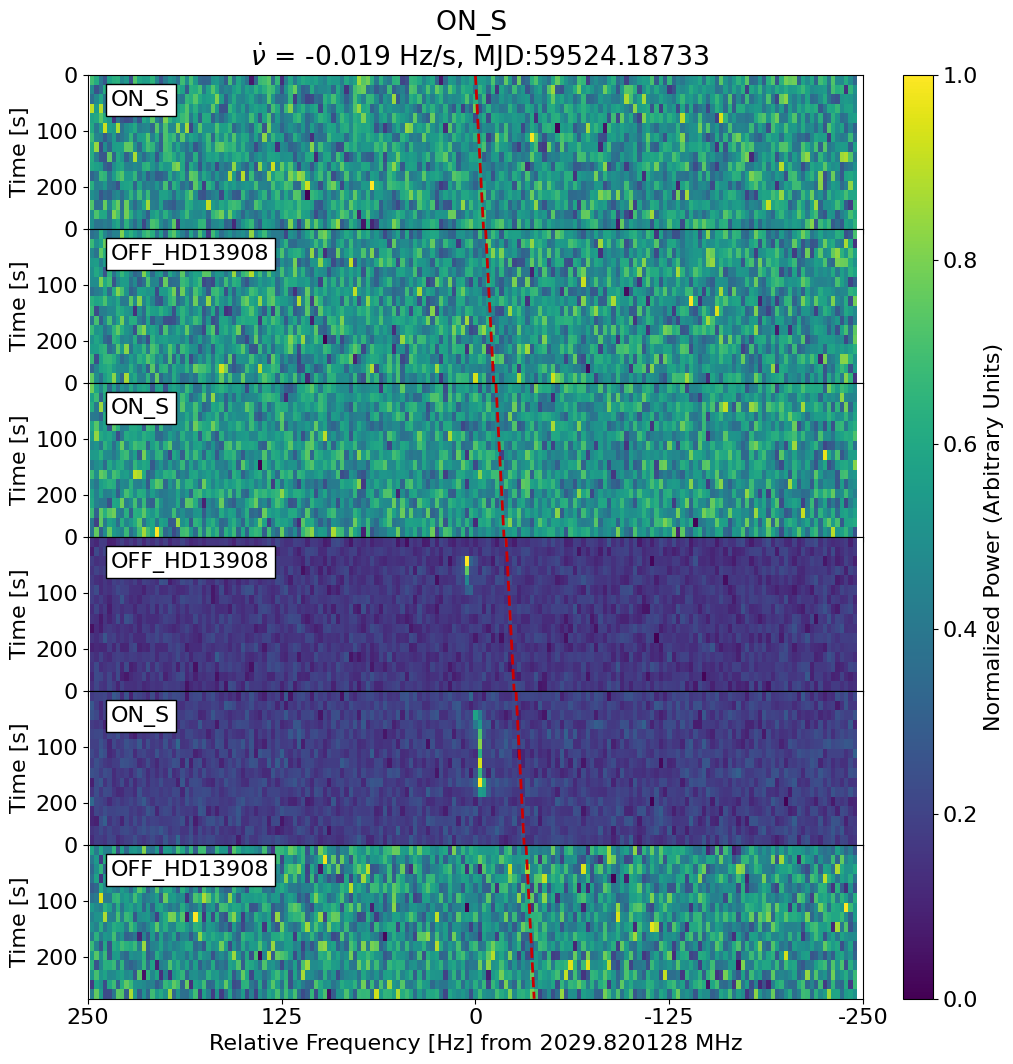 ON_S
ν̇ = -0.019 Hz/s, MJD:59524.18733
0
100
200
Time [s]
ON_S
0
100
200
Time [s]
OFF_HD13908
0
100
200
Time [s]
ON_S
0
100
200
Time [s]
OFF_HD13908
0
100
200
Time [s]
ON_S
0
100
200
Time [s]
OFF_HD13908
250 125 0 -125 -250
Relative Frequency [Hz] from 2029.820128 MHz
1.0
0.8
0.6
0.4
0.2
0.0
Normalized Power (Arbitrary Units)